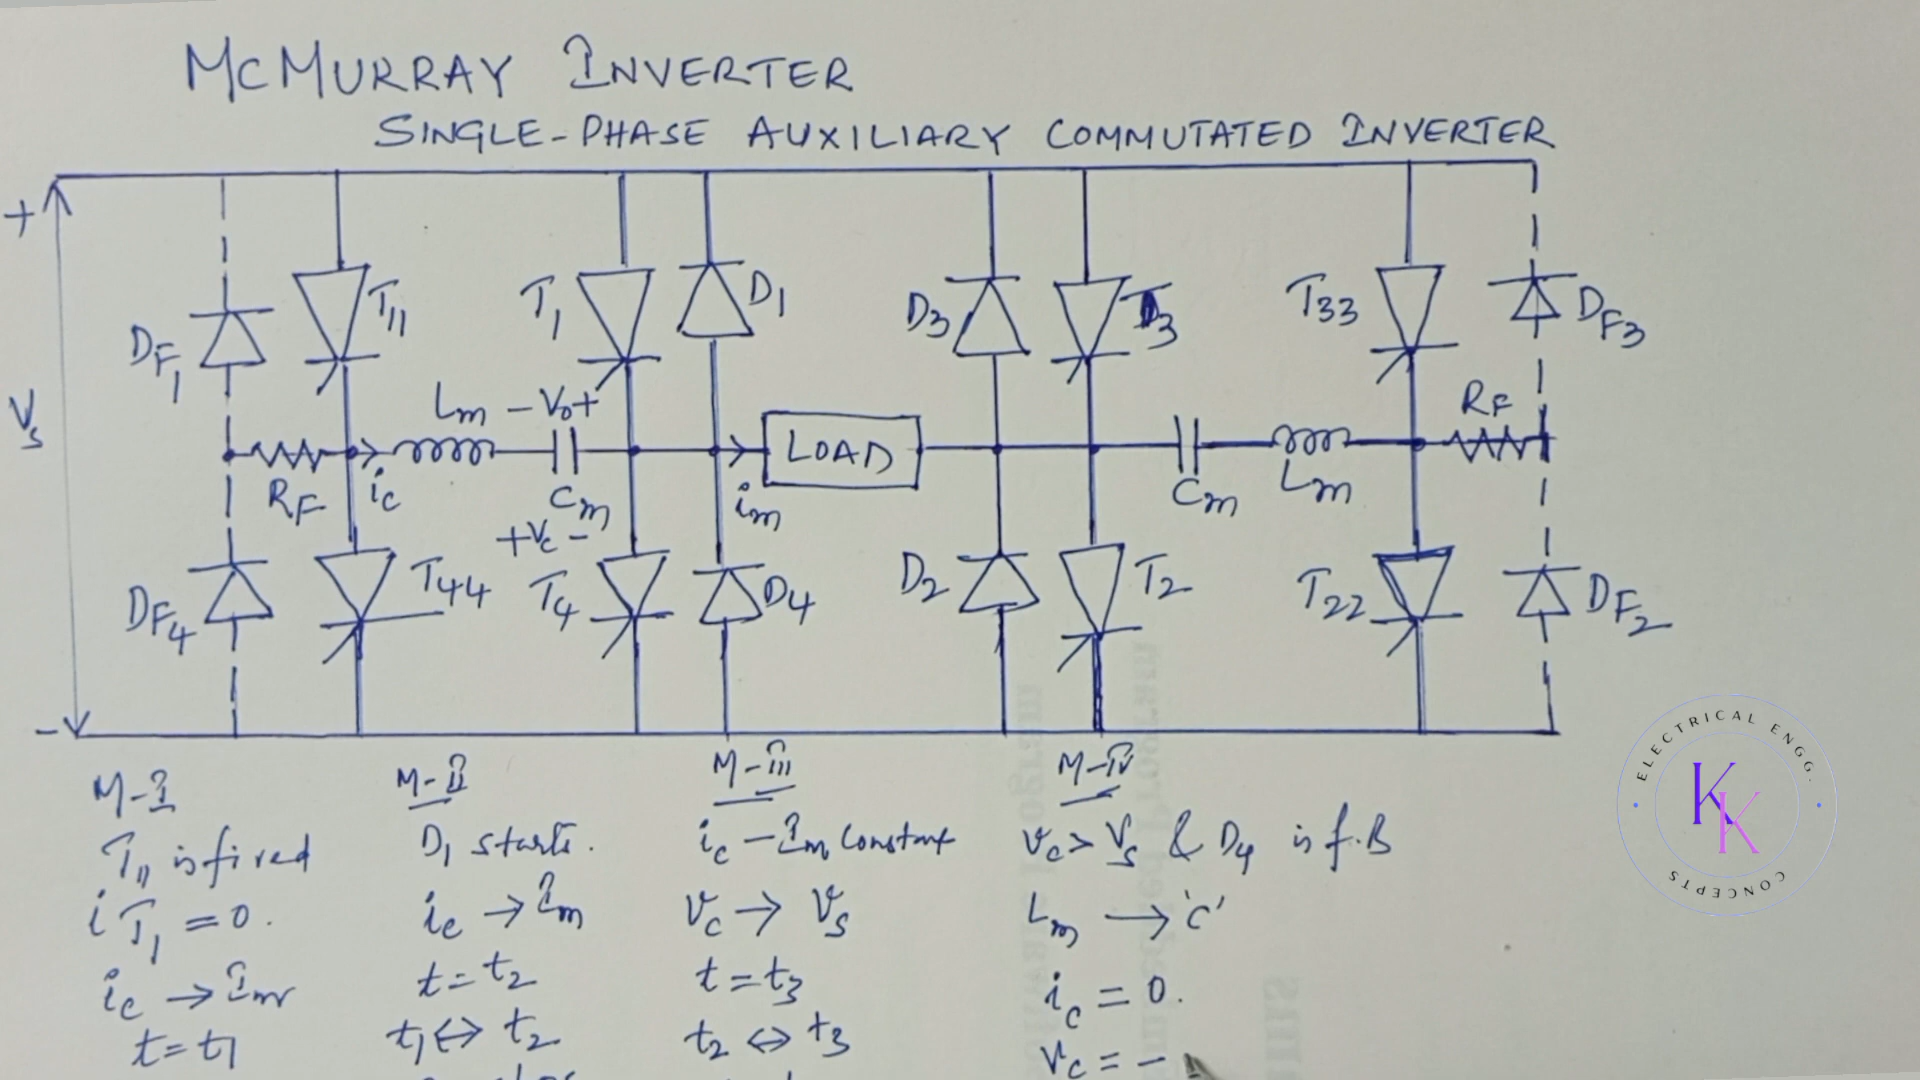 McMURRAY INVERTER
SINGLE-PHASE AUXILIARY COMMUTATED INVERTER
+
Vs
-
DF1
T11
T1
D1
D3
T3
T33
DF3
Lm
- V0 +
RF
ic
Cm
+ Vc -
im
LOAD
Cm
Lm
RF
DF4
T44
T4
D4
D2
T2
T22
DF2
M-I
T11 is fired
iT1 = 0.
ic → Im
t = t1
M-II
D1 starts.
ic → Im
t = t2
t1 ↔ t2
M-III
ic - Im constant
vc → Vs
t = t3
t2 ↔ t3
M-IV
vc > Vs & D4 is f.B
Lm → 'C'
ic = 0.
vc = -
ELECTRICAL ENGG.
KK
CONCEPTS